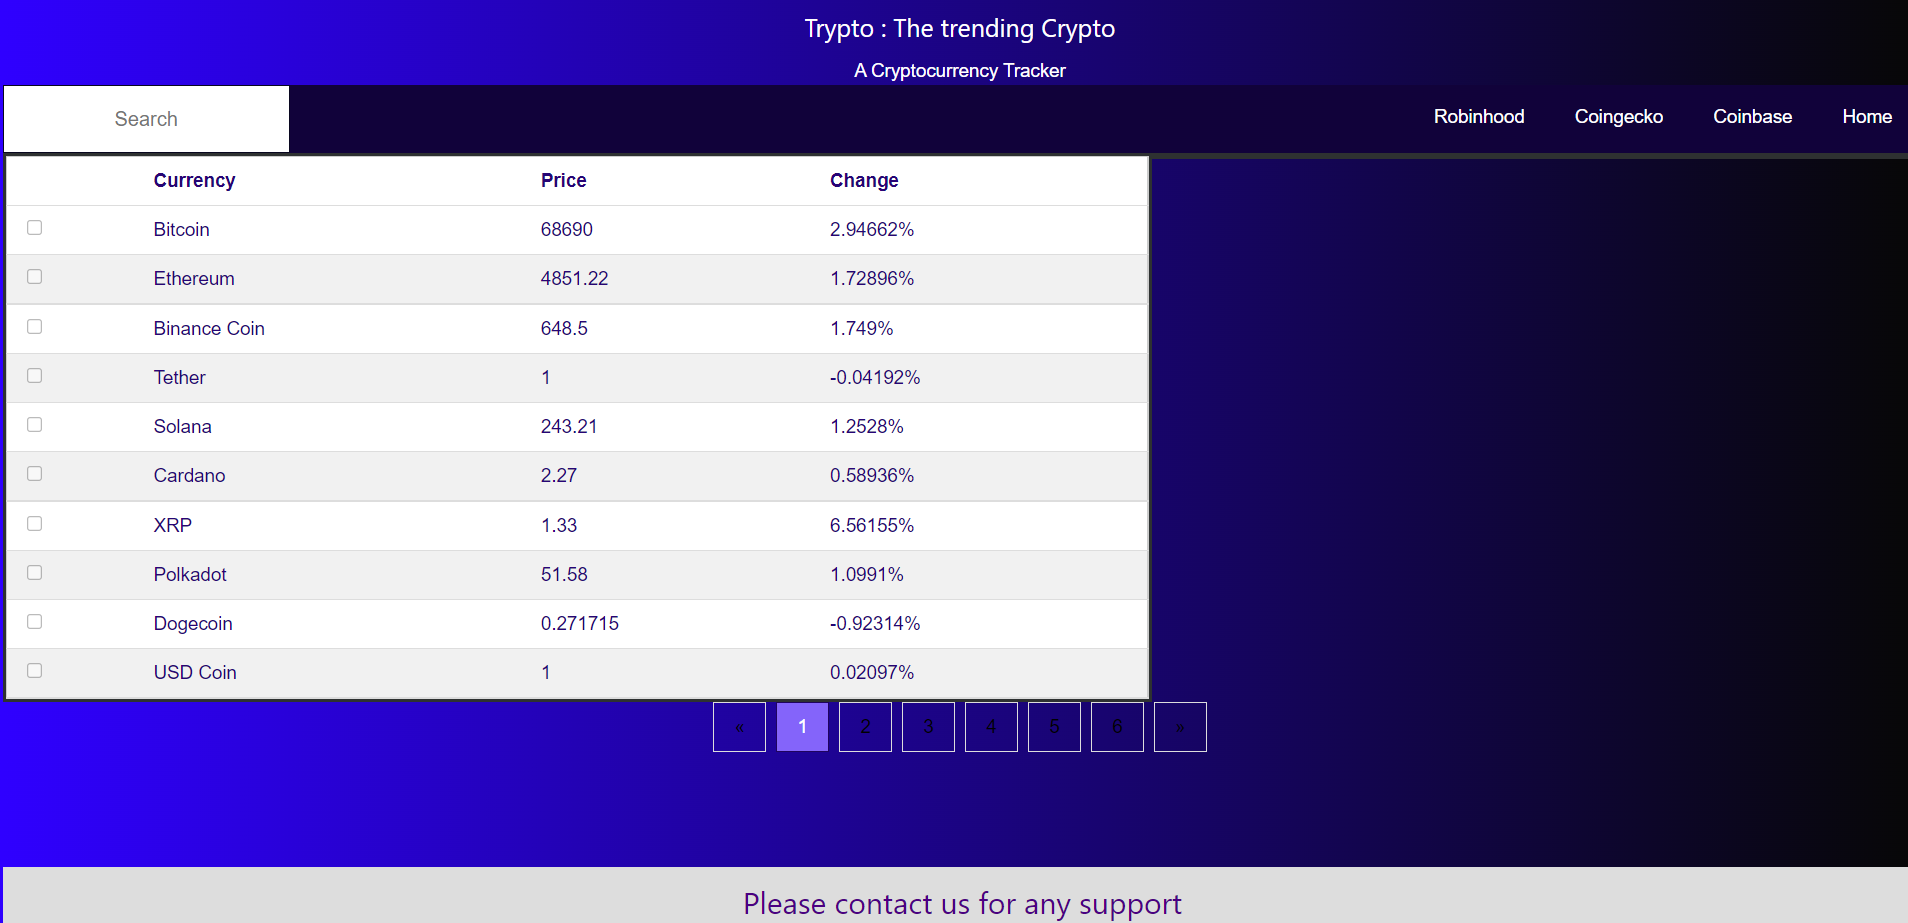 Trypto : The trending Crypto
A Cryptocurrency Tracker
Search Robinhood Coingecko Coinbase Home
Currency Price Change
Bitcoin 68690 2.94662%
Ethereum 4851.22 1.72896%
Binance Coin 648.5 1.749%
Tether 1 -0.04192%
Solana 243.21 1.2528%
Cardano 2.27 0.58936%
XRP 1.33 6.56155%
Polkadot 51.58 1.0991%
Dogecoin 0.271715 -0.92314%
USD Coin 1 0.02097%
« 1 2 3 4 5 6 »
Please contact us for any support